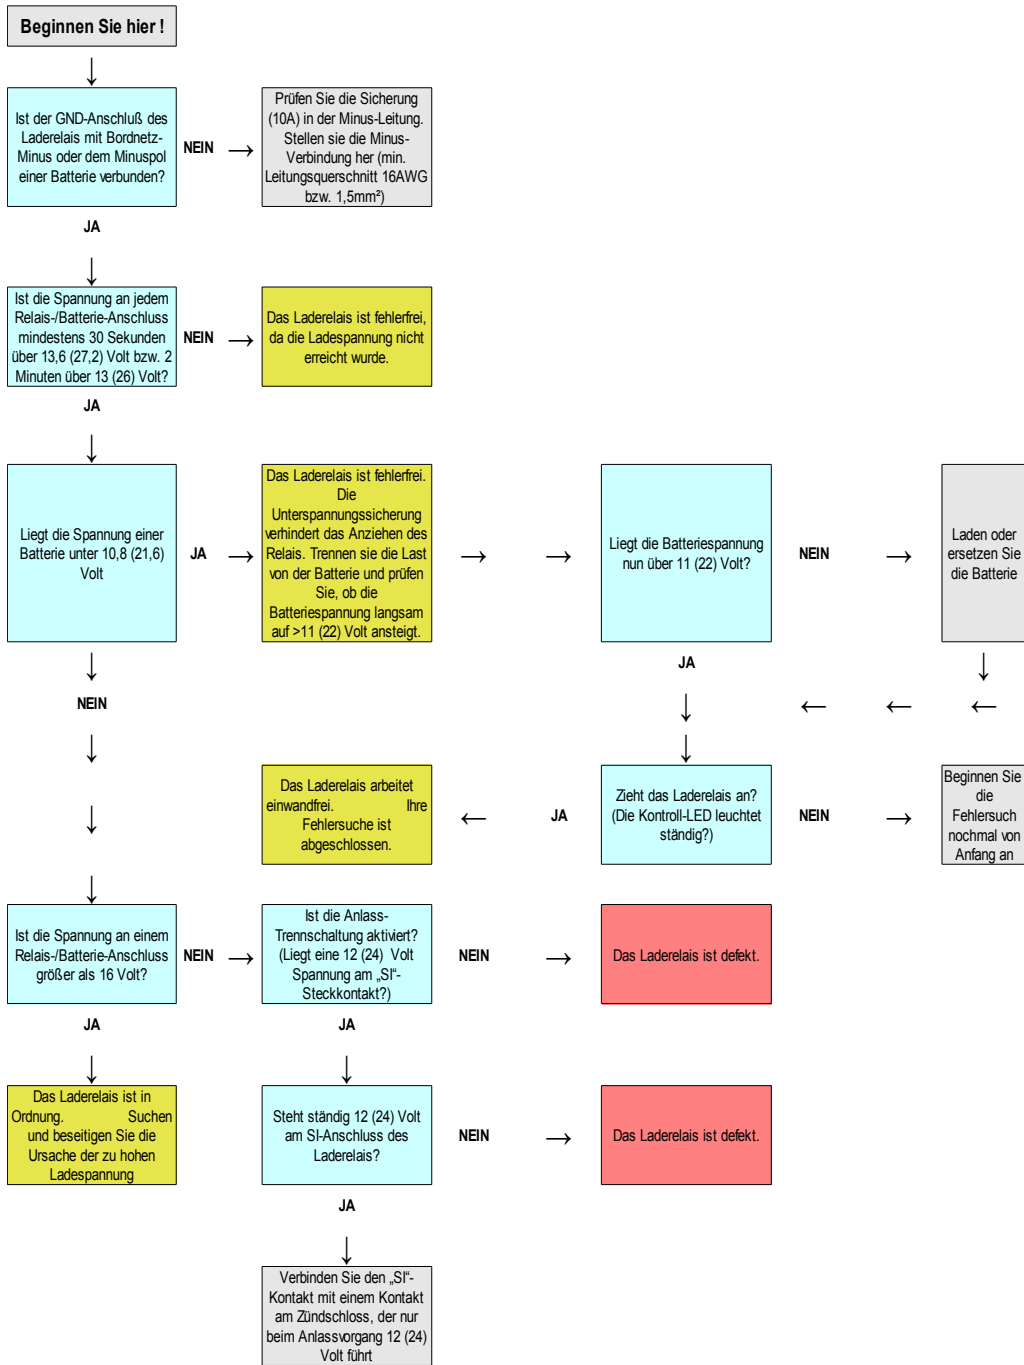 Beginnen Sie hier !
↓
Ist der GND-Anschluß des
Laderelais mit Bordnetz-
Minus oder dem Minuspol
einer Batterie verbunden?
NEIN
→
Prüfen Sie die Sicherung
(10A) in der Minus-Leitung.
Stellen sie die Minus-
Verbindung her (min.
Leitungsquerschnitt 16AWG
bzw. 1,5mm²)
JA
↓
Ist die Spannung an jedem
Relais-/Batterie-Anschluss
mindestens 30 Sekunden
über 13,6 (27,2) Volt bzw. 2
Minuten über 13 (26) Volt?
NEIN
→
Das Laderelais ist fehlerfrei,
da die Ladespannung nicht
erreicht wurde.
JA
↓
Liegt die Spannung einer
Batterie unter 10,8 (21,6)
Volt
JA
→
Das Laderelais ist fehlerfrei.
Die
Unterspannungssicherung
verhindert das Anziehen des
Relais. Trennen sie die Last
von der Batterie und prüfen
Sie, ob die
Batteriespannung langsam
auf >11 (22) Volt ansteigt.
→ →
Liegt die Batteriespannung
nun über 11 (22) Volt?
NEIN
→
Laden oder
ersetzen Sie
die Batterie
↓
JA
↓
NEIN
↓
← ← ←
↓
↓
Das Laderelais arbeitet
einwandfrei. Ihre
Fehlersuche ist
abgeschlossen.
←
JA
↓
Zieht das Laderelais an?
(Die Kontroll-LED leuchtet
ständig?)
NEIN
→
Beginnen Sie
die
Fehlersuch
nochmal von
Anfang an
↓
↓
Ist die Spannung an einem
Relais-/Batterie-Anschluss
größer als 16 Volt?
NEIN
→
Ist die Anlass-
Trennschaltung aktiviert?
(Liegt eine 12 (24) Volt
Spannung am „SI“-
Steckkontakt?)
NEIN
→
Das Laderelais ist defekt.
JA
JA
↓
↓
Das Laderelais ist in
Ordnung. Suchen
und beseitigen Sie die
Ursache der zu hohen
Ladespannung
Steht ständig 12 (24) Volt
am SI-Anschluss des
Laderelais?
NEIN
→
Das Laderelais ist defekt.
JA
↓
Verbinden Sie den „SI“-
Kontakt mit einem Kontakt
am Zündschloss, der nur
beim Anlassvorgang 12 (24)
Volt führt